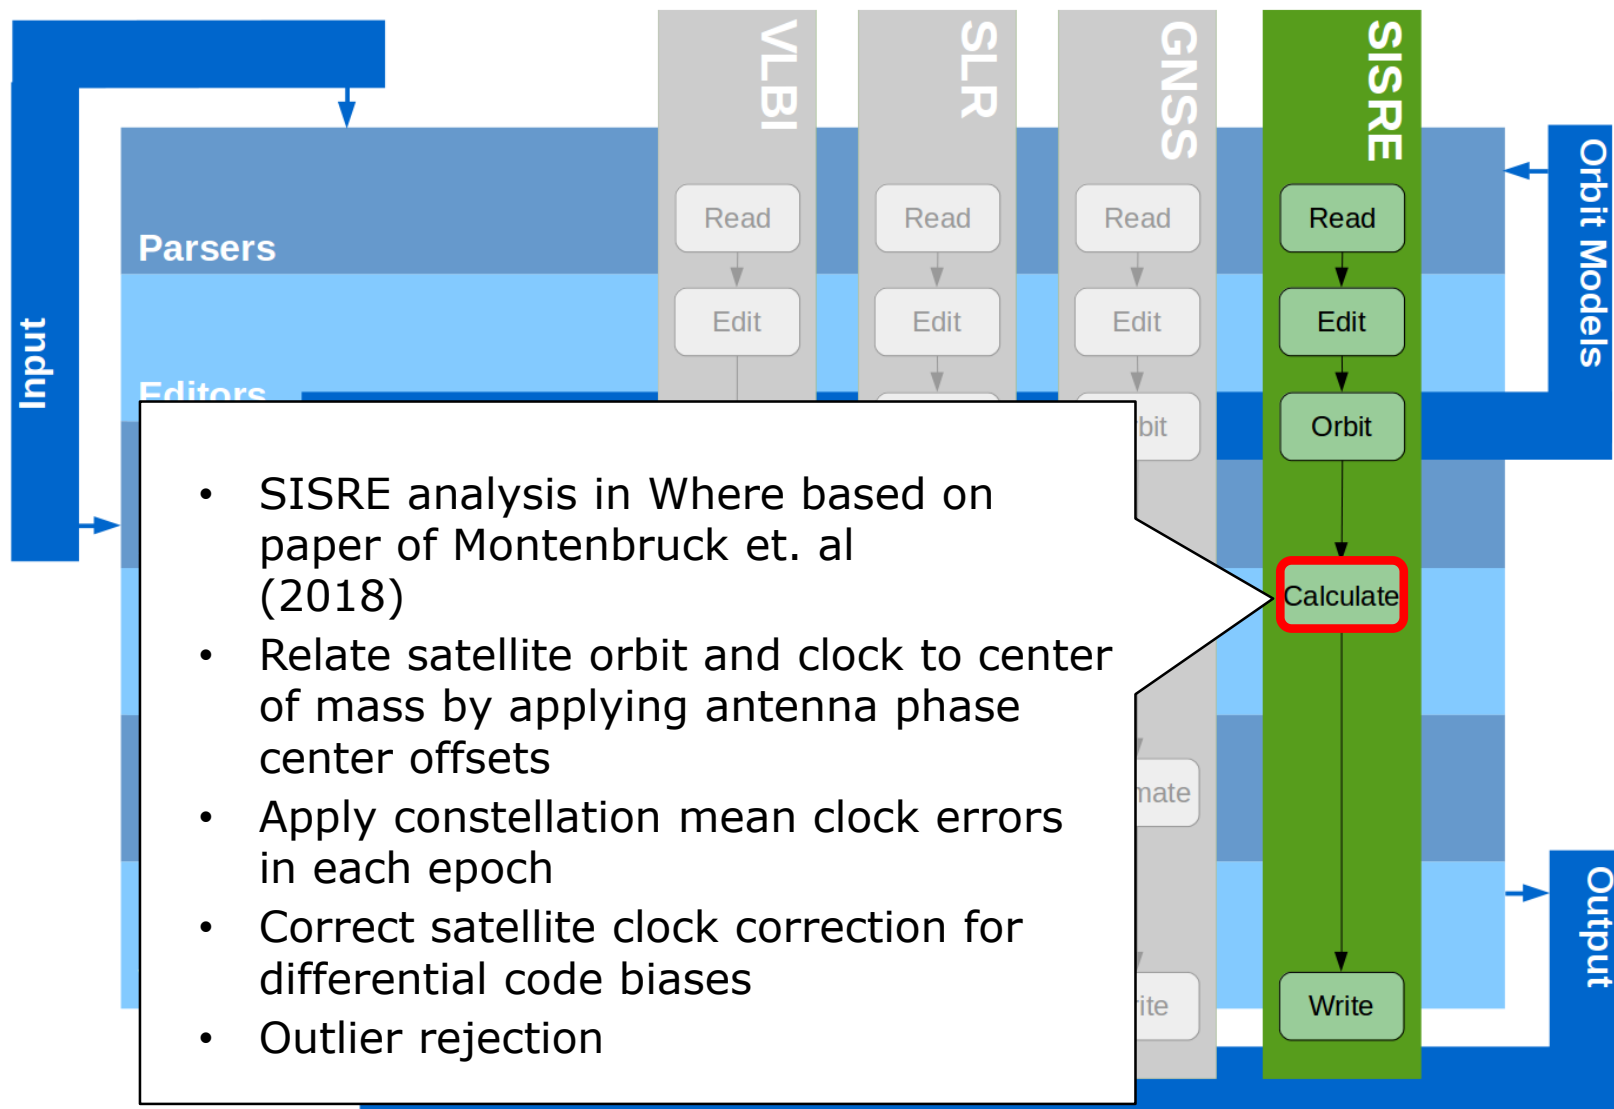 VLBI
SLR
GNSS
SISRE
Input
Orbit Models
Output
Parsers
Editors
Read
Read
Read
Read
Edit
Edit
Edit
Edit
Orbit
Calculate
Write
• SISRE analysis in Where based on
paper of Montenbruck et. al
(2018)
• Relate satellite orbit and clock to center
of mass by applying antenna phase
center offsets
• Apply constellation mean clock errors
in each epoch
• Correct satellite clock correction for
differential code biases
• Outlier rejection